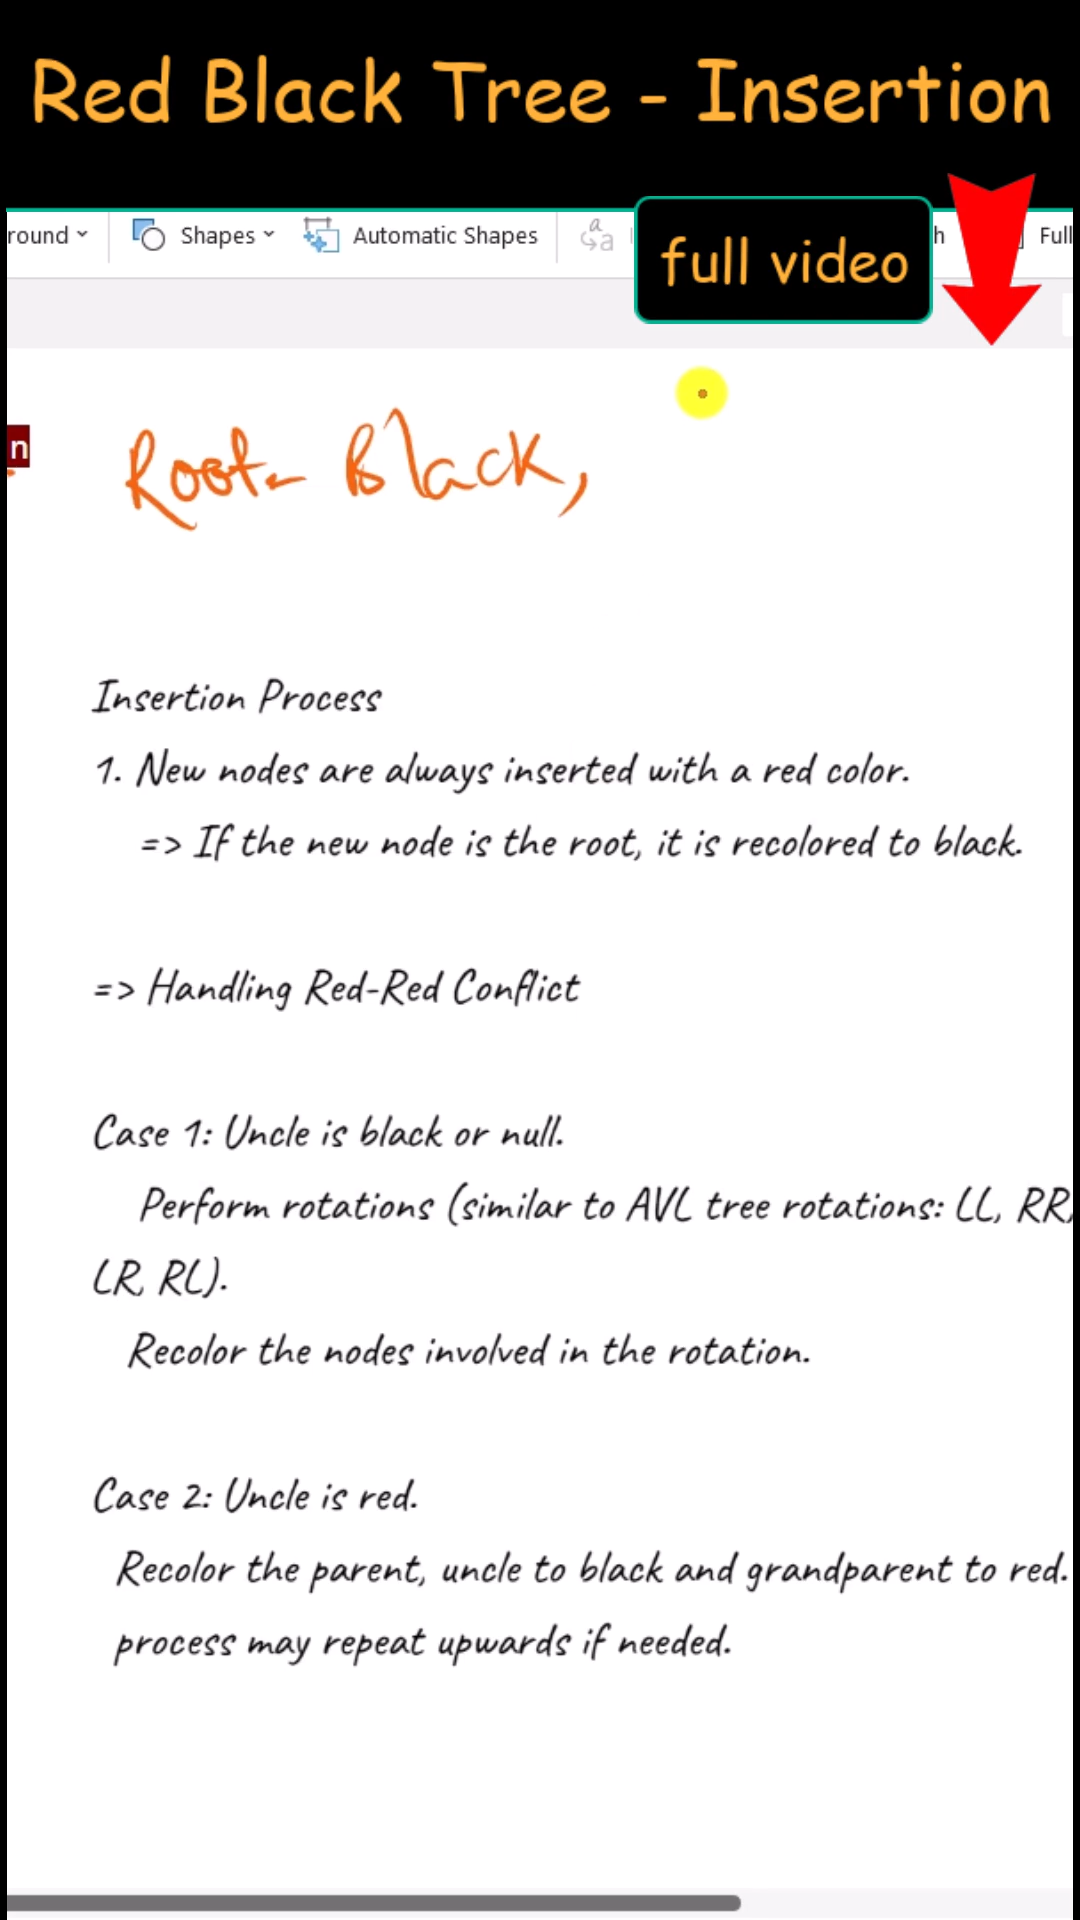 Red Black Tree - Insertion
round Shapes Automatic Shapes h Full
full video
n Root- Black,
Insertion Process
1. New nodes are always inserted with a red color.
=> If the new node is the root, it is recolored to black.
=> Handling Red-Red Conflict
Case 1: Uncle is black or null.
Perform rotations (similar to AVL tree rotations: LL, RR,
LR, RL).
Recolor the nodes involved in the rotation.
Case 2: Uncle is red.
Recolor the parent, uncle to black and grandparent to red.
process may repeat upwards if needed.